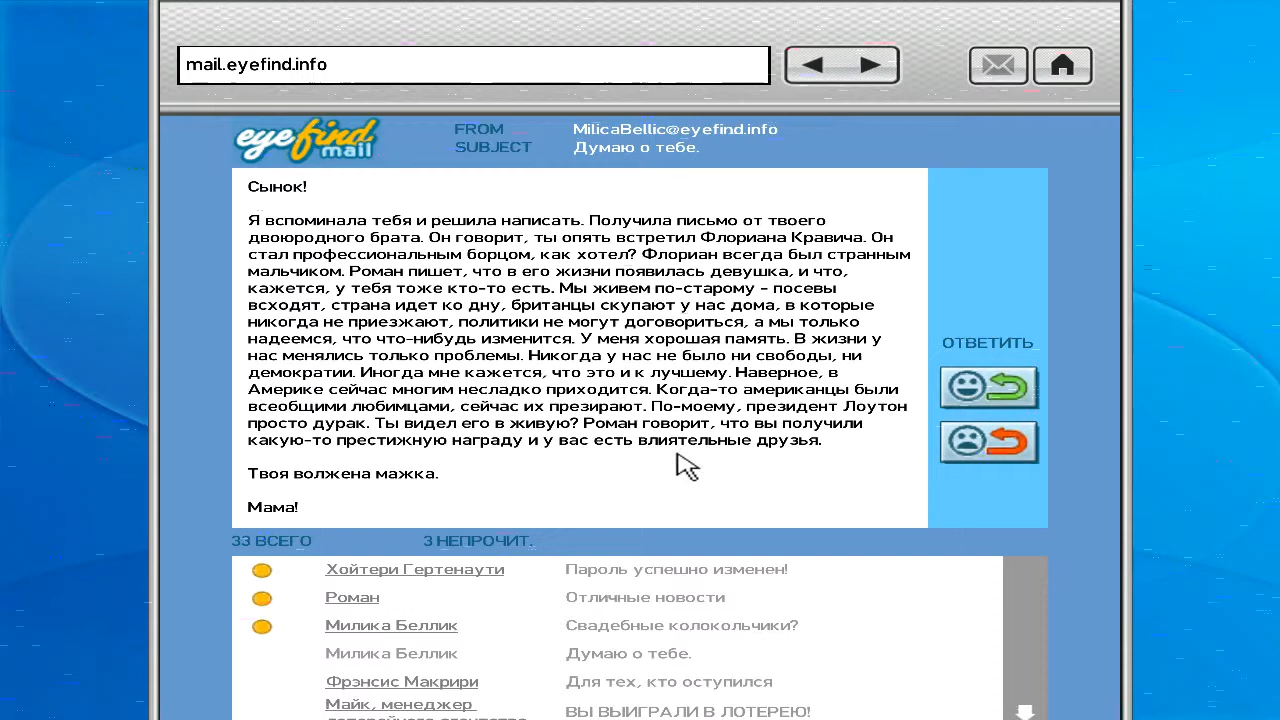 mail.eyefind.info
eyefind mail
FROM MilicaBellic@eyefind.info
SUBJECT Думаю о тебе.
Сынок!
Я вспоминала тебя и решила написать. Получила письмо от твоего
двоюродного брата. Он говорит, ты опять встретил Флориана Кравича. Он
стал профессиональным борцом, как хотел? Флориан всегда был странным
мальчиком. Роман пишет, что в его жизни появилась девушка, и что,
кажется, у тебя тоже кто-то есть. Мы живем по-старому - посевы
всходят, страна идет ко дну, британцы скупают у нас дома, в которые
никогда не приезжают, политики не могут договориться, а мы только
надеемся, что что-нибудь изменится. У меня хорошая память. В жизни у
нас менялись только проблемы. Никогда у нас не было ни свободы, ни
демократии. Иногда мне кажется, что это и к лучшему. Наверное, в
Америке сейчас многим несладко приходится. Когда-то американцы были
всеобщими любимцами, сейчас их презирают. По-моему, президент Лоутон
просто дурак. Ты видел его в живую? Роман говорит, что вы получили
какую-то престижную награду и у вас есть влиятельные друзья.
Твоя волжена мажка.
Мама!
ОТВЕТИТЬ
33 ВСЕГО 3 НЕПРОЧИТ.
Хойтери Гертенаути Пароль успешно изменен!
Роман Отличные новости
Милика Беллик Свадебные колокольчики?
Милика Беллик Думаю о тебе.
Фрэнсис Макрири Для тех, кто оступился
Майк, менеджер ВЫ ВЫИГРАЛИ В ЛОТЕРЕЮ!